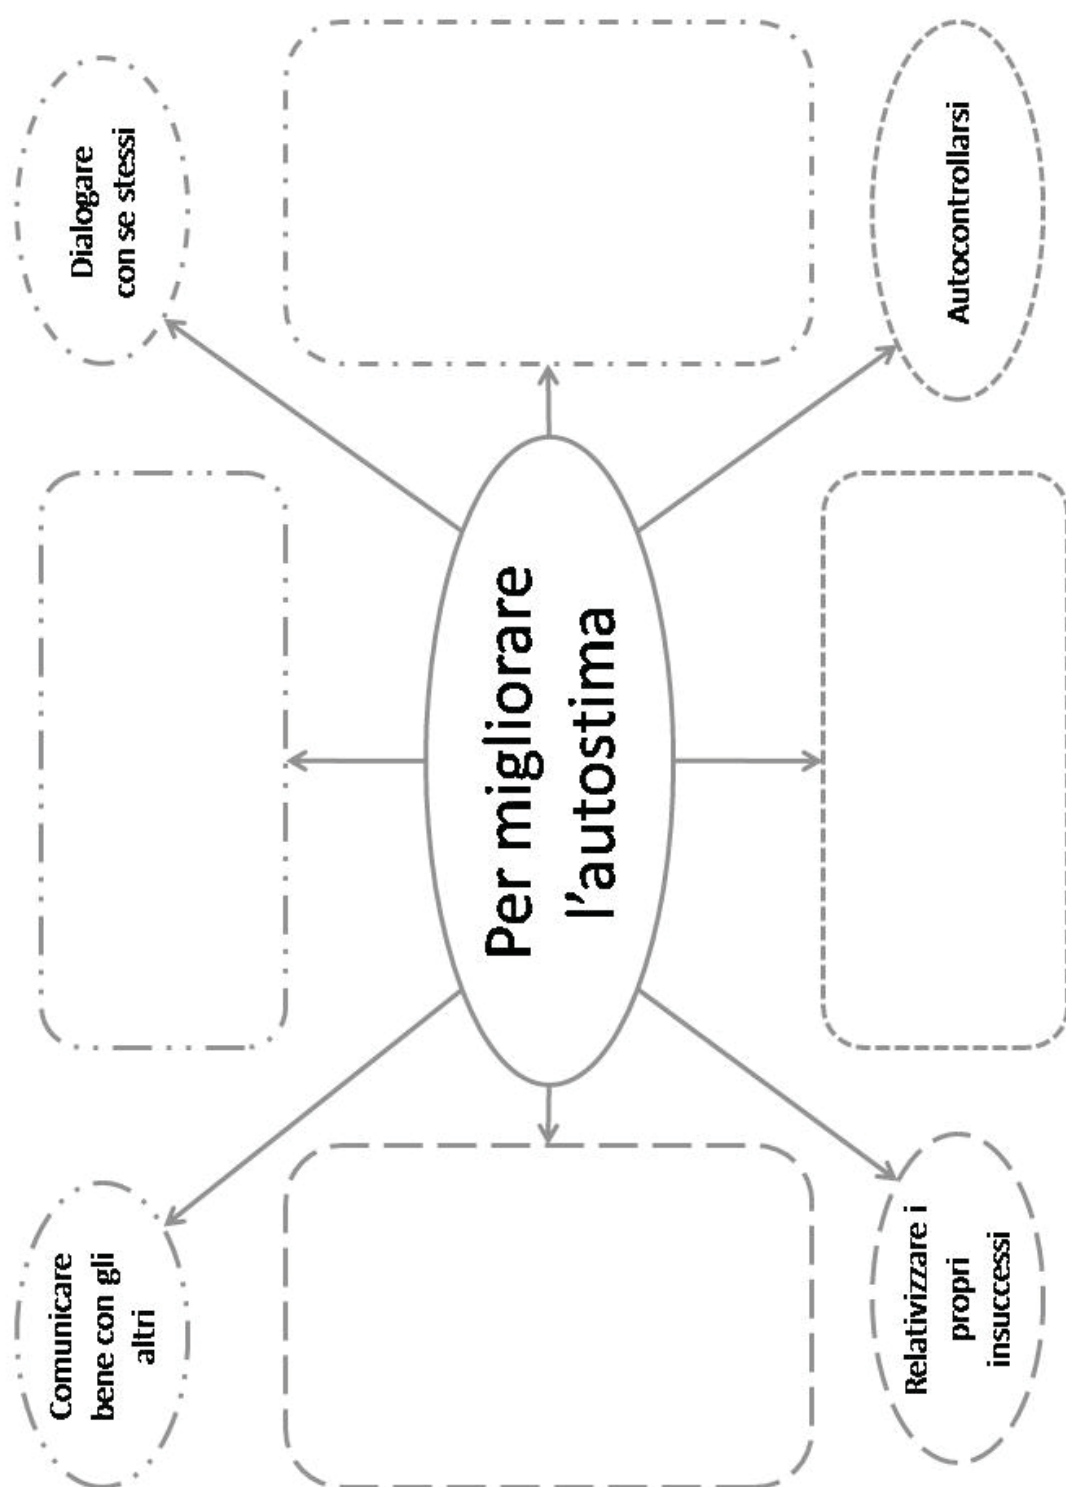 Comunicare
bene con gli
altri
Dialogare
con se stessi
Per migliorare
l'autostima
Relativizzare i
propri
insuccessi
Autocontrollarsi